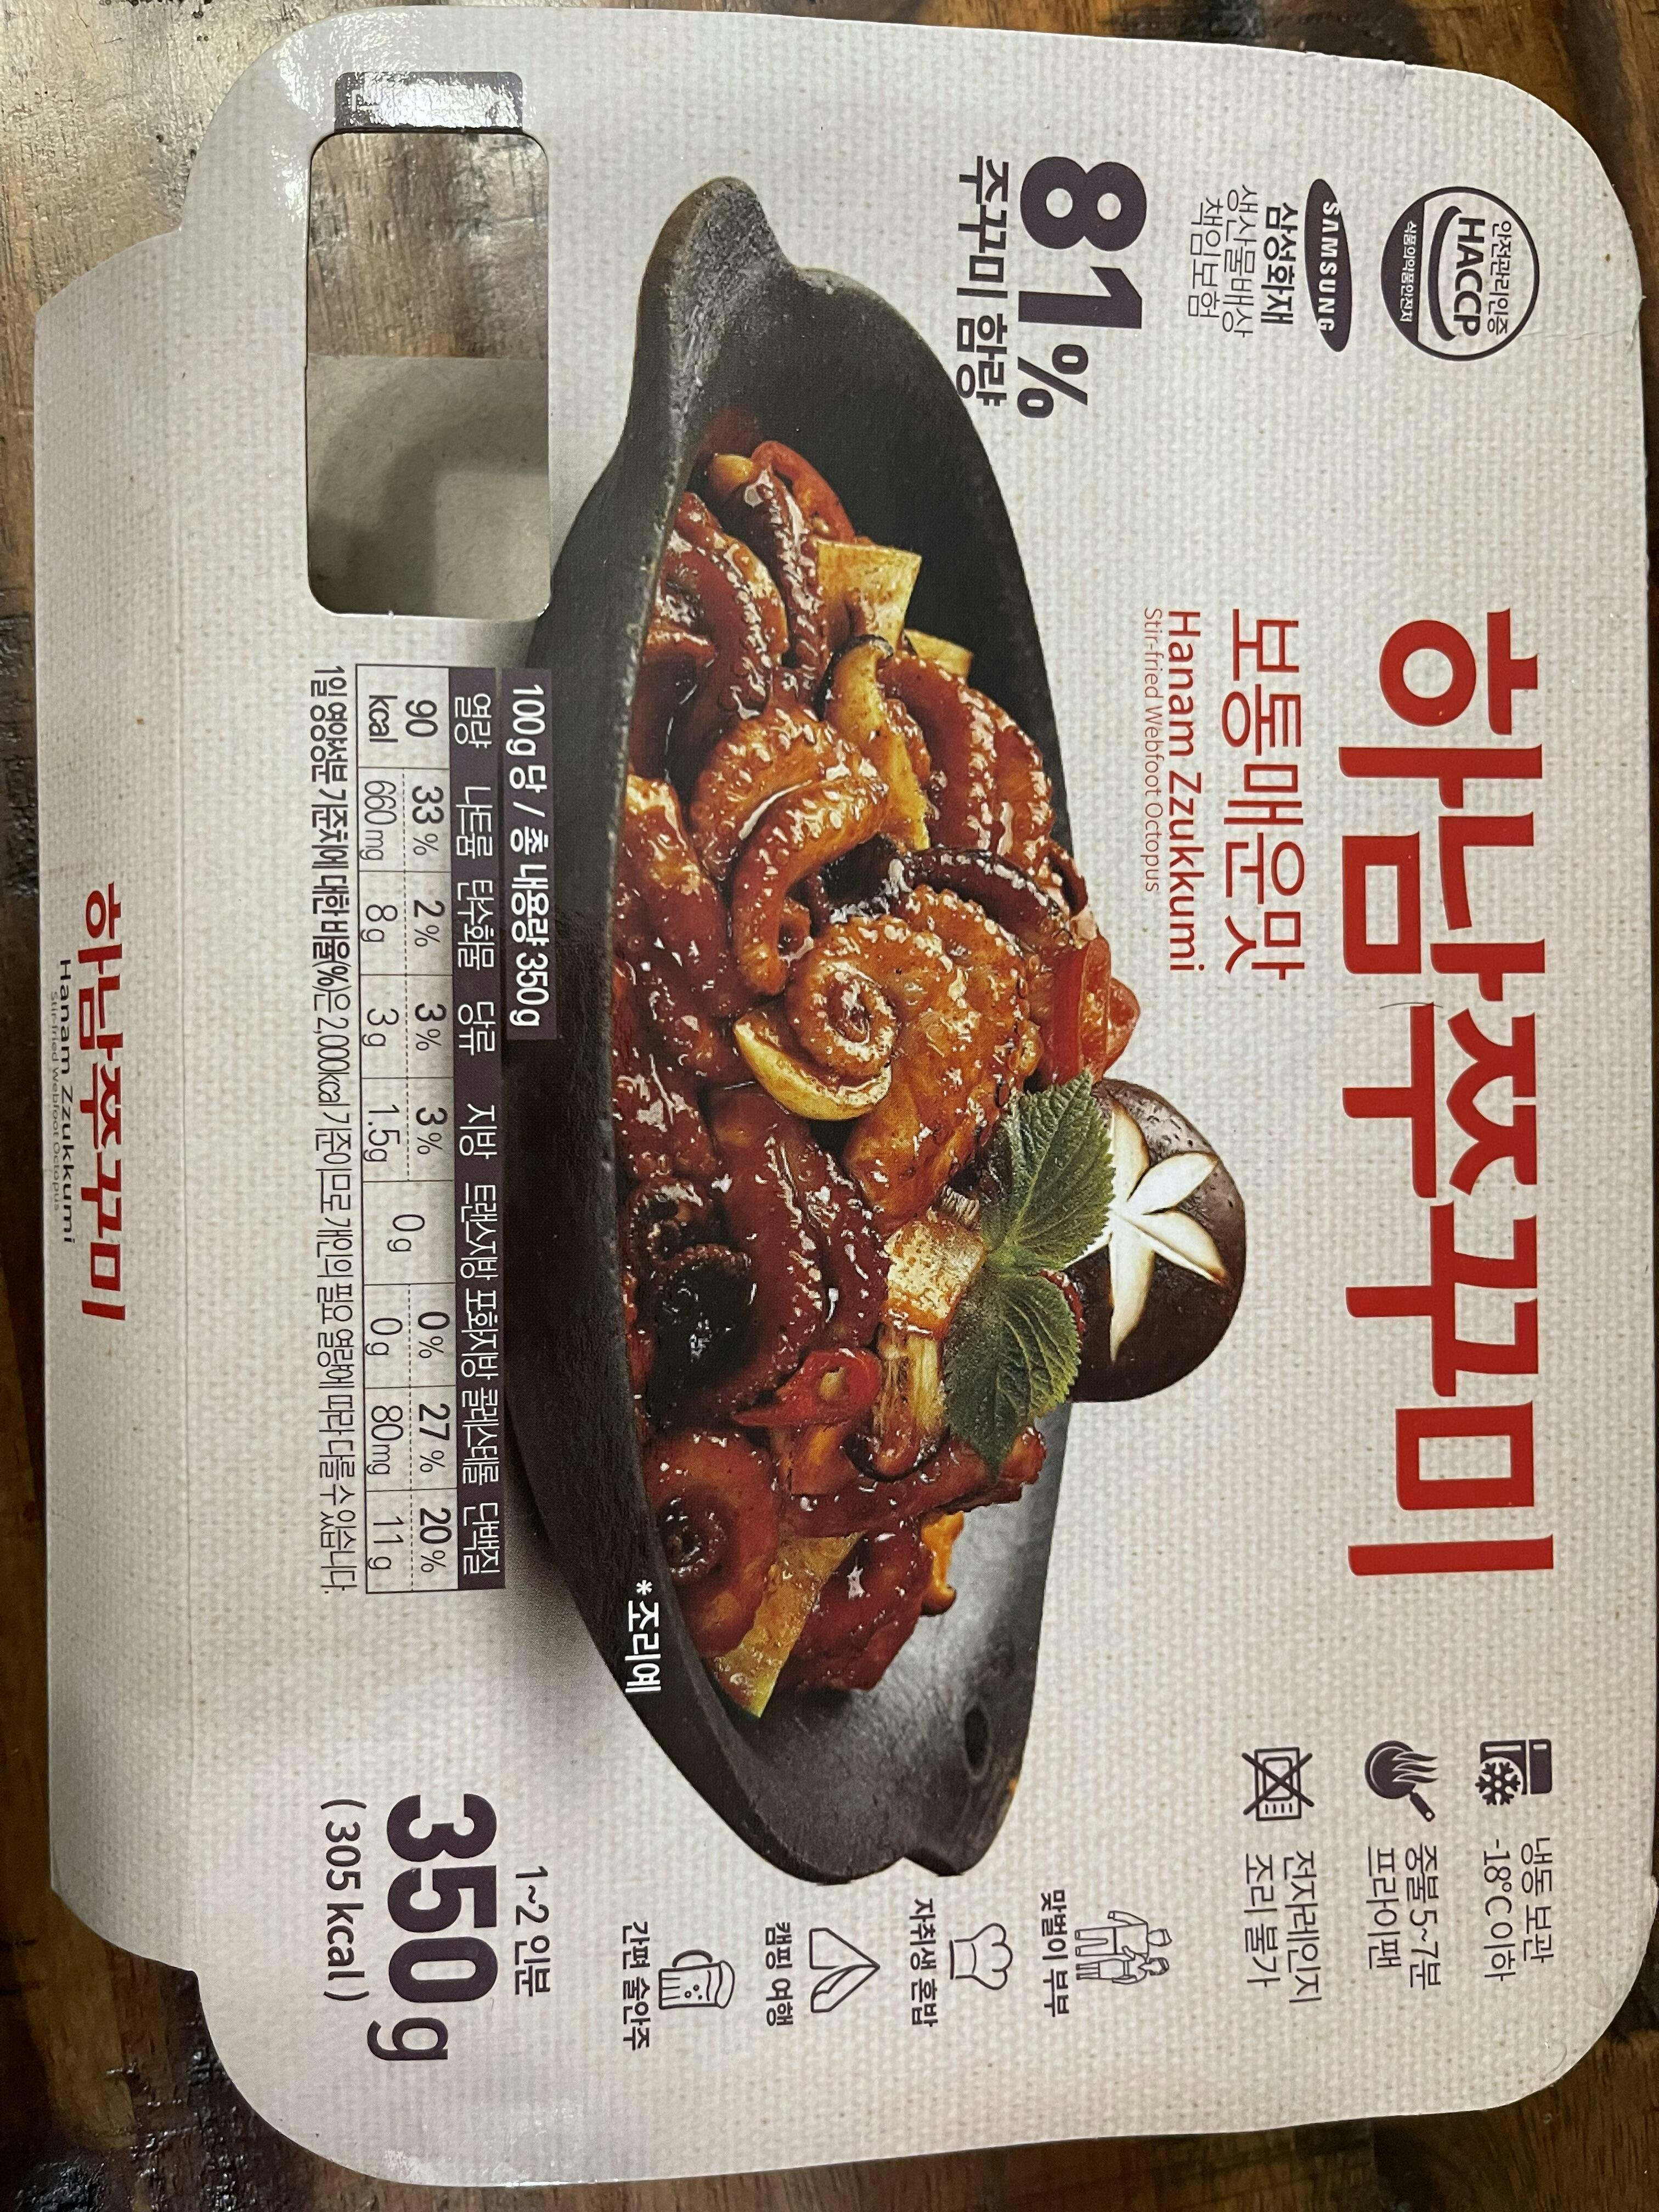 안전관리인증
HACCP
식품의약품안전처
SAMSUNG
삼성화재
생산물배상
책임보험
81%
주꾸미 함량
하남쭈꾸미
보통매운맛
Hanam Zzukkumi
Stir-fried Webfoot Octopus
냉동 보관
-18℃ 이하
중불 5~7분
프라이팬
전자레인지
조리 불가
맞벌이 부부
자취생 혼밥
캠핑 여행
간편 술안주
*조리예
100g 당 / 총 내용량 350g
열량 나트륨 탄수화물 당류 지방 트랜스지방 포화지방 콜레스테롤 단백질
90 kcal 33% 2% 3% 3% 0g 0% 27% 20%
660mg 8g 3g 1.5g 0g 80mg 11g
1일 영양성분 기준치에 대한 비율(%)은 2,000kcal 기준이므로 개인의 필요 열량에 따라 다를 수 있습니다.
1~2 인분
350g
(305 kcal)
하남쭈꾸미
Hanam Zzukkumi
Stir-fried Webfoot Octopus